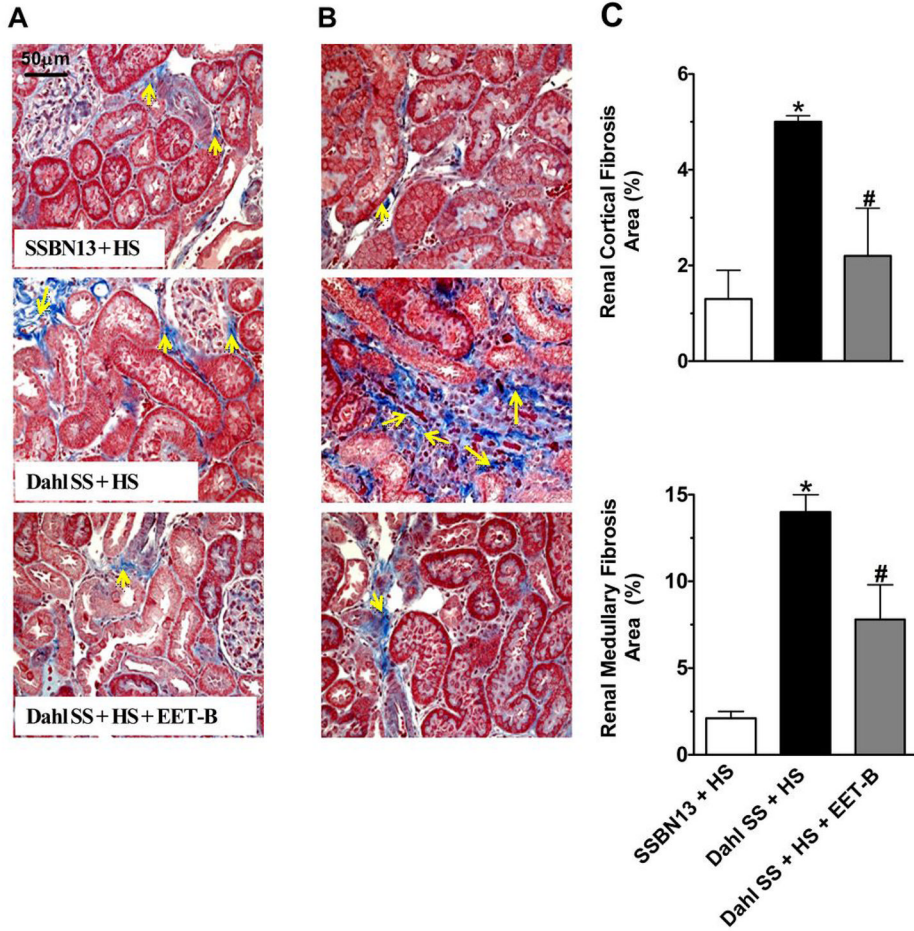 A
B
C
50µm
SSBN13 + HS
Dahl SS + HS
Dahl SS + HS + EET-B
Renal Cortical Fibrosis
Area (%)
6
4
2
0
*
#
Renal Medullary Fibrosis
Area (%)
15
10
5
0
*
#
SSBN13 + HS
Dahl SS + HS
Dahl SS + HS + EET-B